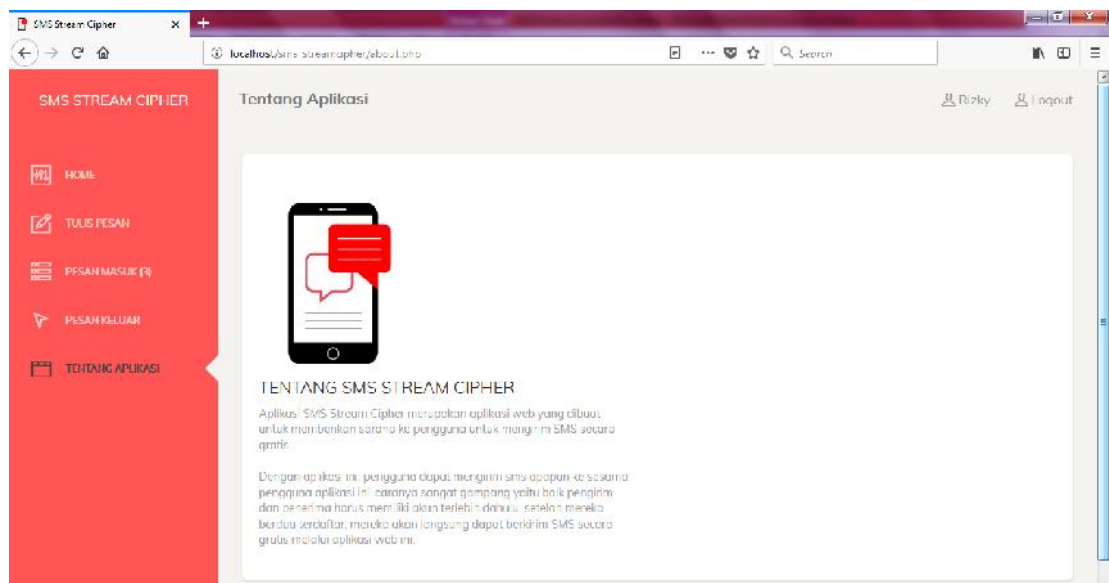 SMS Stream Cipher
localhost/sms-streamcipher/about.php
Search
SMS STREAM CIPHER
Tentang Aplikasi
Rizky
Logout
HOME
TULIS PESAN
PESAN MASUK (3)
PESAN KELUAR
TENTANG APLIKASI
TENTANG SMS STREAM CIPHER
Aplikasi SMS Stream Cipher merupakan aplikasi web yang dibuat
untuk memberikan sarana ke pengguna untuk mengirim SMS secara
gratis.
Dengan aplikasi ini, pengguna dapat mengirim sms apapun ke sesama
pengguna aplikasi ini. caranya sangat gampang yaitu baik pengirim
dan penerima harus memiliki akun terlebih dahulu. setelah mereka
berdua terdaftar, mereka akan langsung dapat berkirim SMS secara
gratis melalui aplikasi web ini.